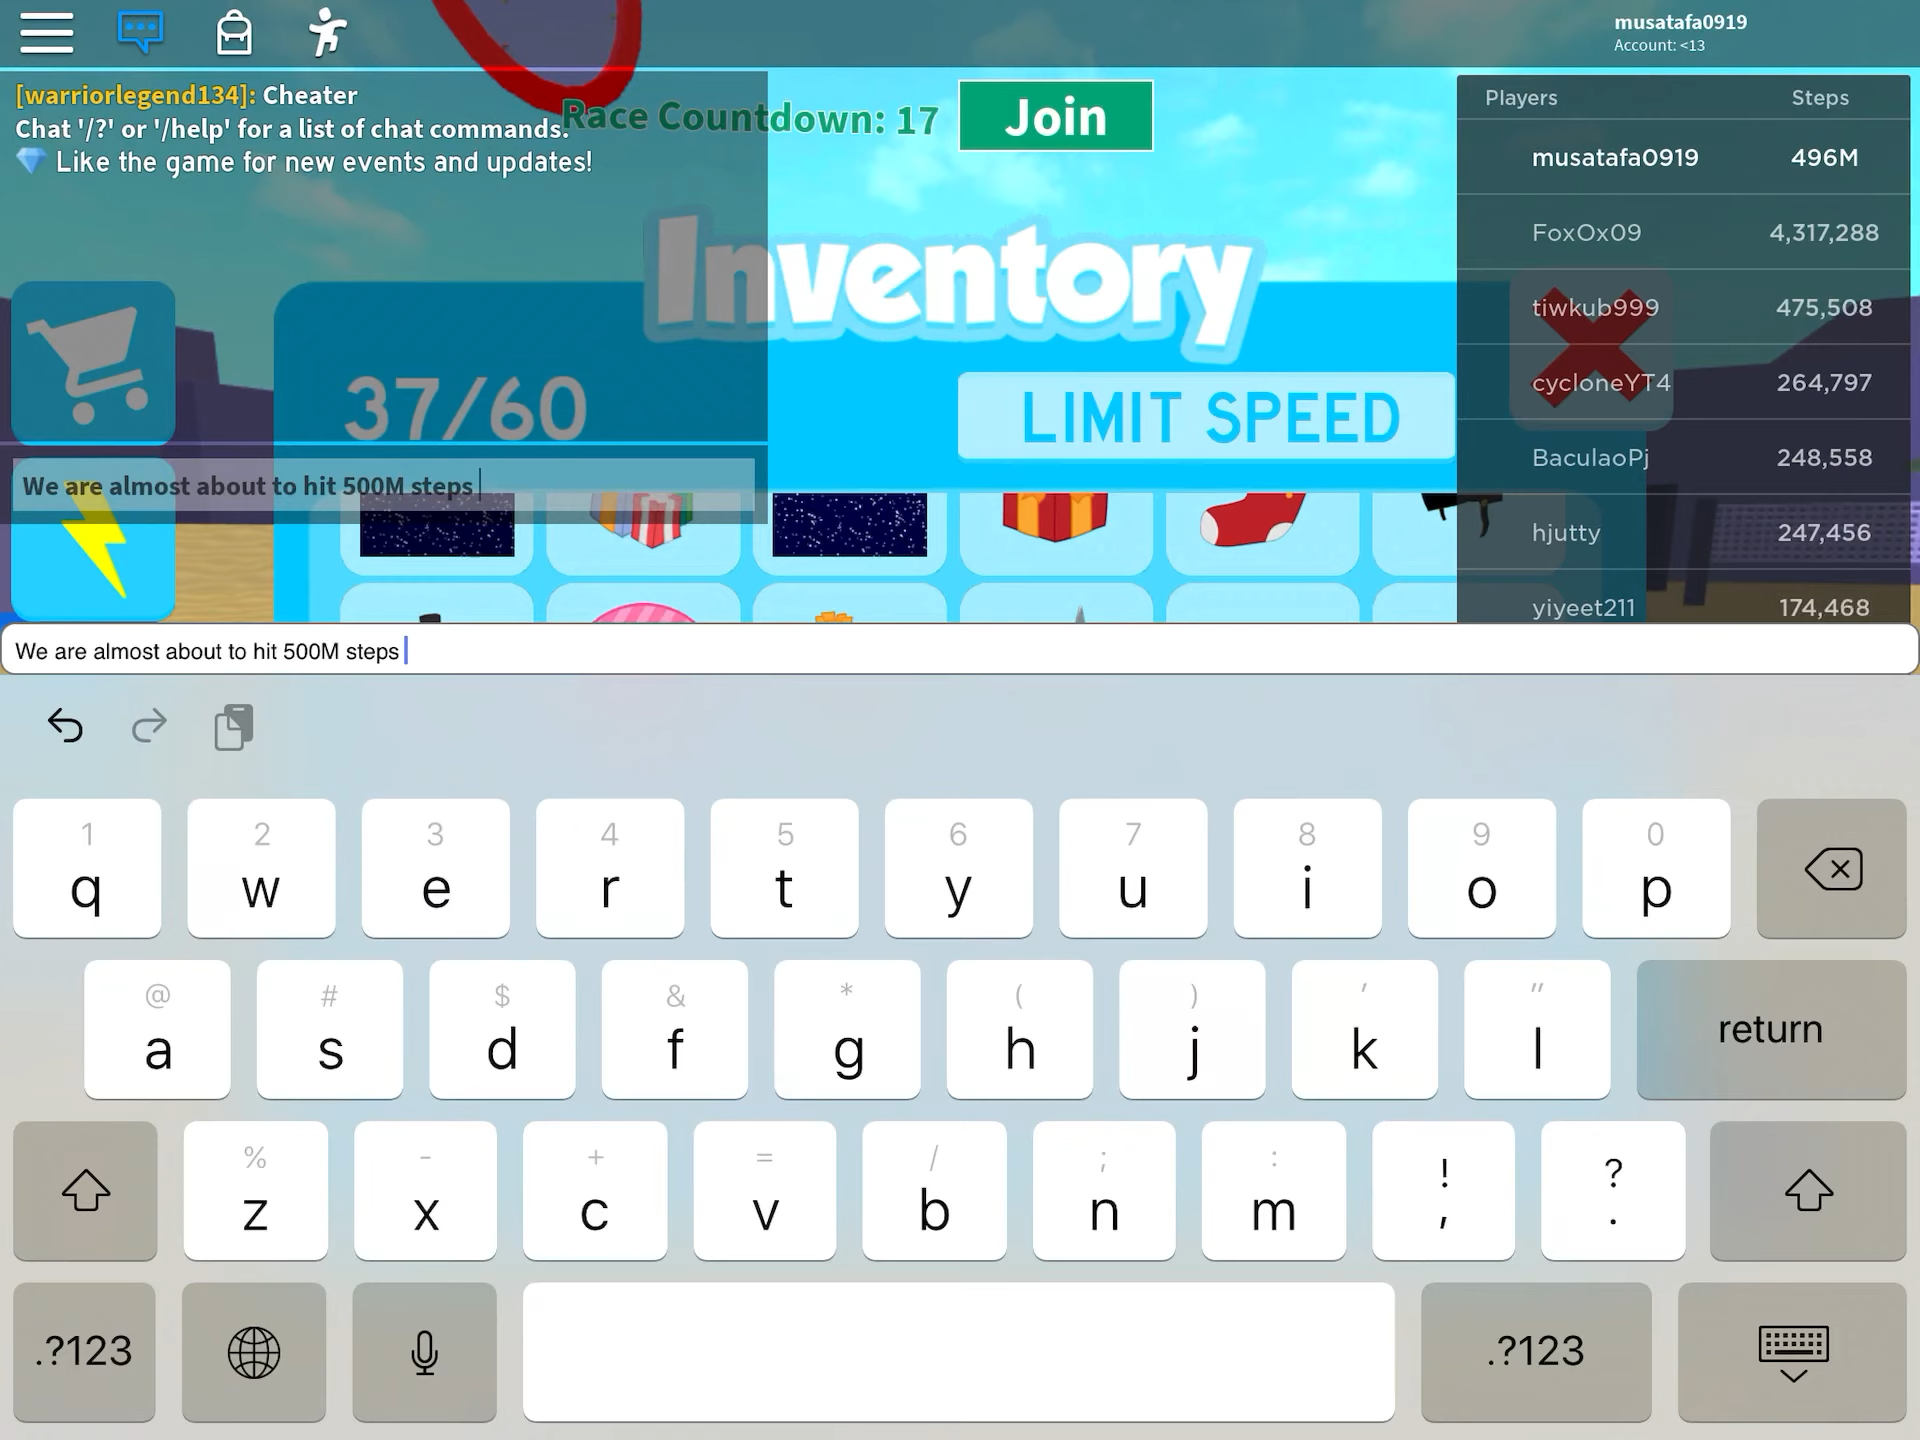 musatafa0919
Account: <13
[warriorlegend134]: Cheater
Chat '/?' or '/help' for a list of chat commands.
💎 Like the game for new events and updates!
Race Countdown: 17
Join
Players Steps
musatafa0919 496M
FoxOx09 4,317,288
tiwkub999 475,508
cycloneYT4 264,797
BaculaoPj 248,558
hjutty 247,456
yiyeet211 174,468
Inventory
37/60
LIMIT SPEED
We are almost about to hit 500M steps
We are almost about to hit 500M steps
1 2 3 4 5 6 7 8 9 0
q w e r t y u i o p
@ # $ & * ( ) ' "
a s d f g h j k l return
% - + = / ; : ! ?
z x c v b n m , .
.?123 .?123